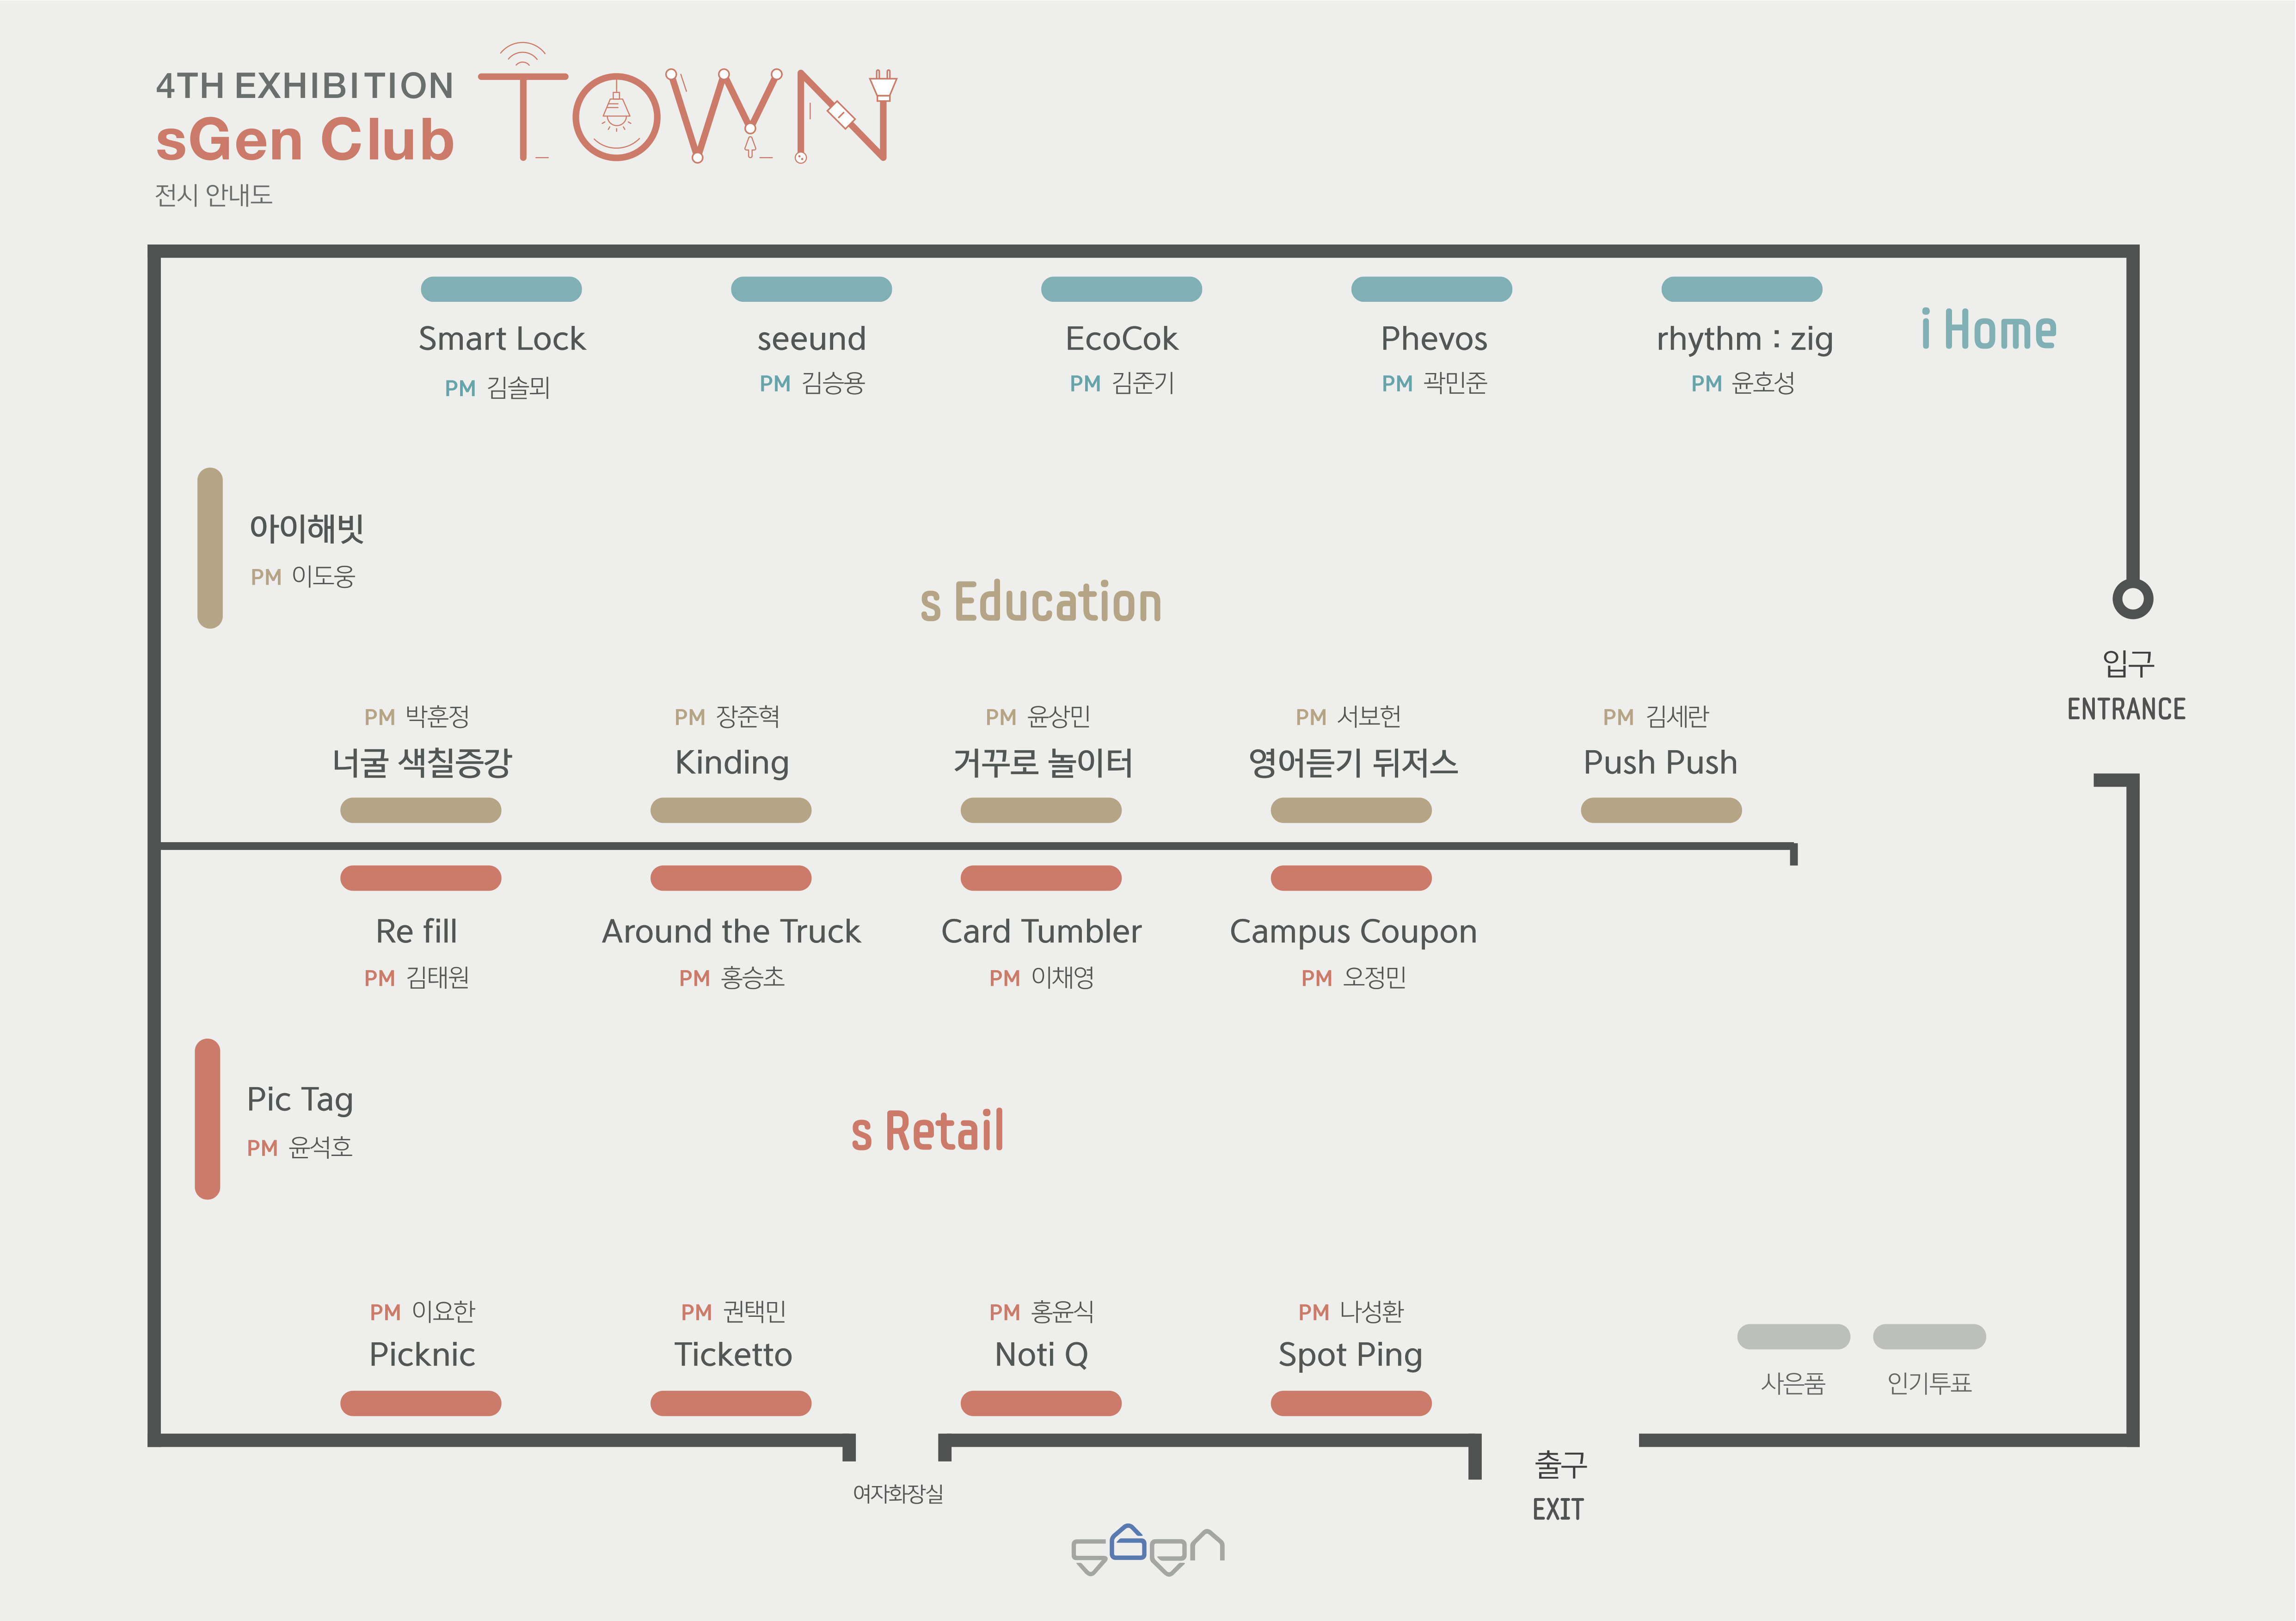 4TH EXHIBITION
sGen Club
TOWN
전시 안내도
Smart Lock
PM 김솔뫼
seeund
PM 김승용
EcoCok
PM 김준기
Phevos
PM 곽민준
rhythm : zig
PM 윤호성
i Home
아이해빗
PM 이도웅
s Education
입구
ENTRANCE
PM 박훈정
너굴 색칠증강
PM 장준혁
Kinding
PM 윤상민
거꾸로 놀이터
PM 서보헌
영어듣기 뒤저스
PM 김세란
Push Push
Re fill
PM 김태원
Around the Truck
PM 홍승초
Card Tumbler
PM 이채영
Campus Coupon
PM 오정민
Pic Tag
PM 윤석호
s Retail
PM 이요한
Picknic
PM 권택민
Ticketto
PM 홍윤식
Noti Q
PM 나성환
Spot Ping
사은품
인기투표
여자화장실
출구
EXIT